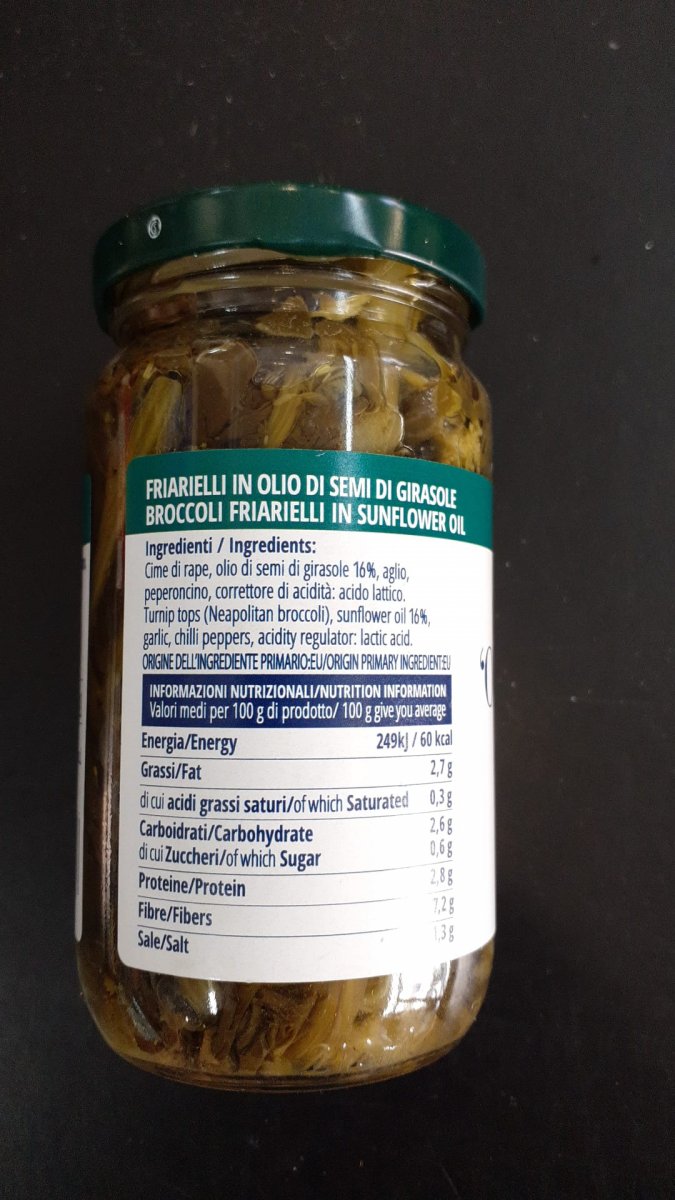 FRIARIELLI IN OLIO DI SEMI DI GIRASOLE
BROCCOLI FRIARIELLI IN SUNFLOWER OIL
Ingredienti / Ingredients:
Cime di rape, olio di semi di girasole 16%, aglio,
peperoncino, correttore di acidità: acido lattico.
Turnip tops (Neapolitan broccoli), sunflower oil 16%,
garlic, chilli peppers, acidity regulator: lactic acid.
ORIGINE DELL'INGREDIENTE PRIMARIO:EU/ORIGIN PRIMARY INGREDIENT:EU
INFORMAZIONI NUTRIZIONALI/NUTRITION INFORMATION
Valori medi per 100 g di prodotto/ 100 g give you average
Energia/Energy 249kJ / 60 kcal
Grassi/Fat 2,7 g
di cui acidi grassi saturi/of which Saturated 0,3 g
Carboidrati/Carbohydrate 2,6 g
di cui Zuccheri/of which Sugar 0,6 g
Proteine/Protein 2,8 g
Fibre/Fibers 7,2 g
Sale/Salt 1,3 g